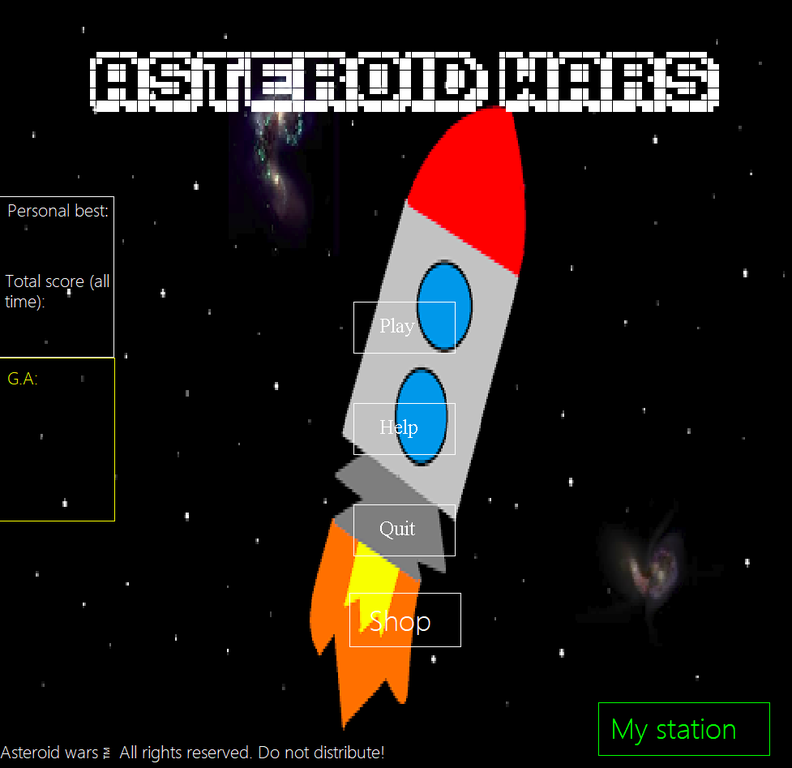 ASTEROID WARS
Personal best:
Total score (all
time):
Play
G.A:
Help
Quit
Shop
My station
Asteroid wars ™ All rights reserved. Do not distribute!